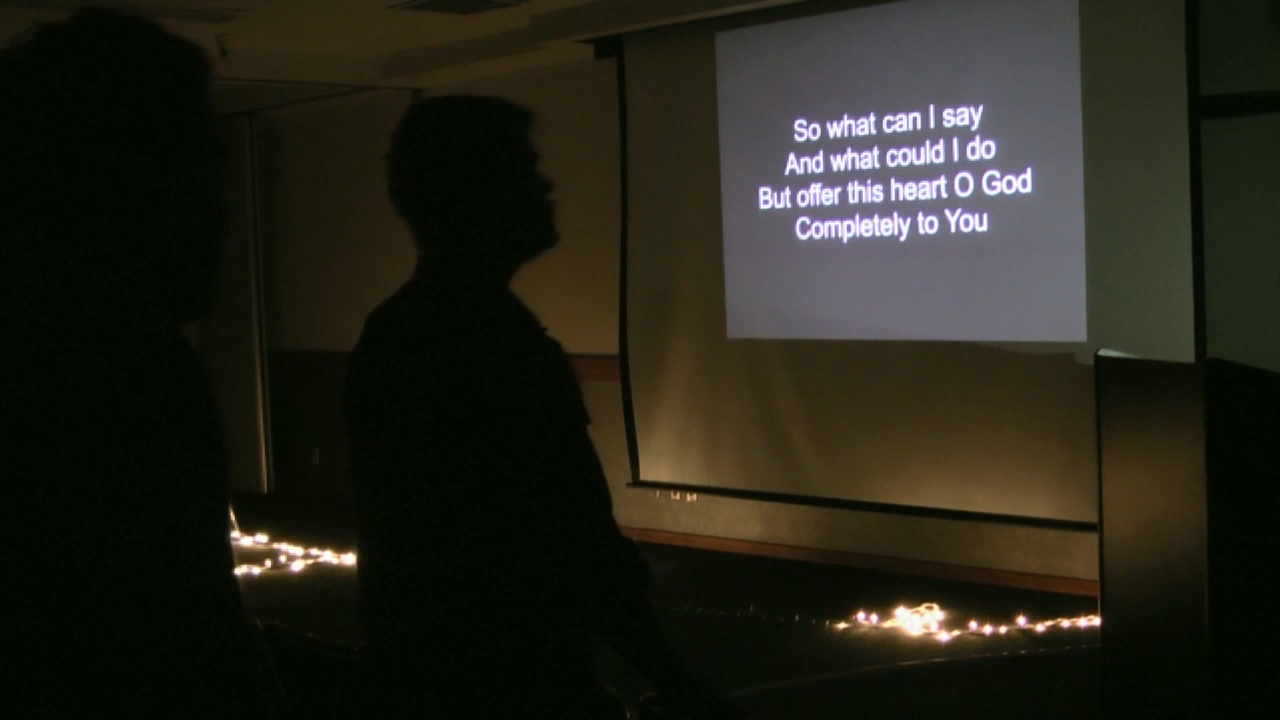 So what can I say
And what could I do
But offer this heart O God
Completely to You